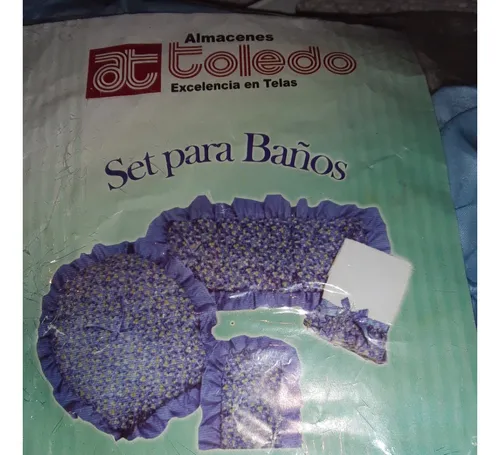 Almacenes
at toledo
Excelencia en Telas
Set para Baños